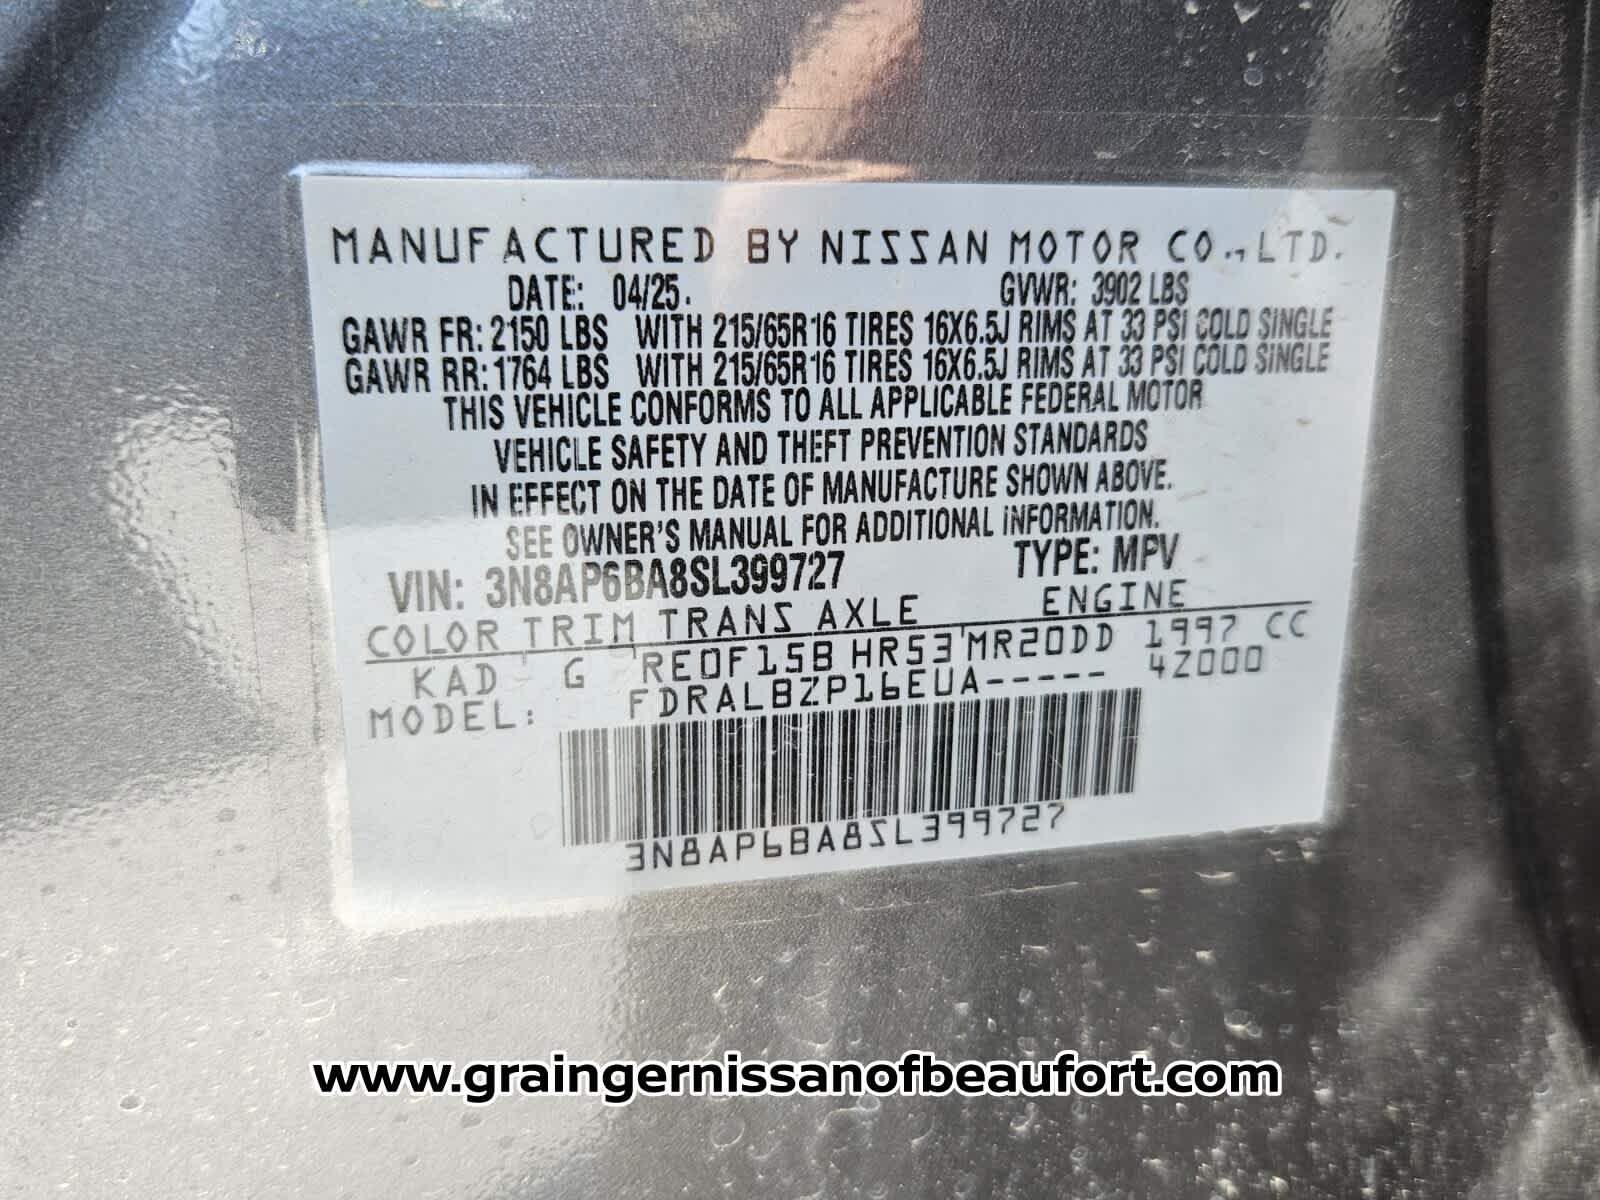 MANUFACTURED BY NISSAN MOTOR CO., LTD.
DATE: 04/25. GVWR: 3902 LBS
GAWR FR: 2150 LBS WITH 215/65R16 TIRES 16X6.5J RIMS AT 33 PSI COLD SINGLE
GAWR RR: 1764 LBS WITH 215/65R16 TIRES 16X6.5J RIMS AT 33 PSI COLD SINGLE
THIS VEHICLE CONFORMS TO ALL APPLICABLE FEDERAL MOTOR
VEHICLE SAFETY AND THEFT PREVENTION STANDARDS
IN EFFECT ON THE DATE OF MANUFACTURE SHOWN ABOVE.
SEE OWNER'S MANUAL FOR ADDITIONAL INFORMATION.
VIN: 3N8AP6BA8SL399727 TYPE: MPV
COLOR TRIM TRANS AXLE ENGINE
KAD G RE0F15B HR53 MR20DD 1997 CC
MODEL: FDRALBZP16EUA----- 4Z000
3N8AP6BA8SL399727
www.graingernissanofbeaufort.com